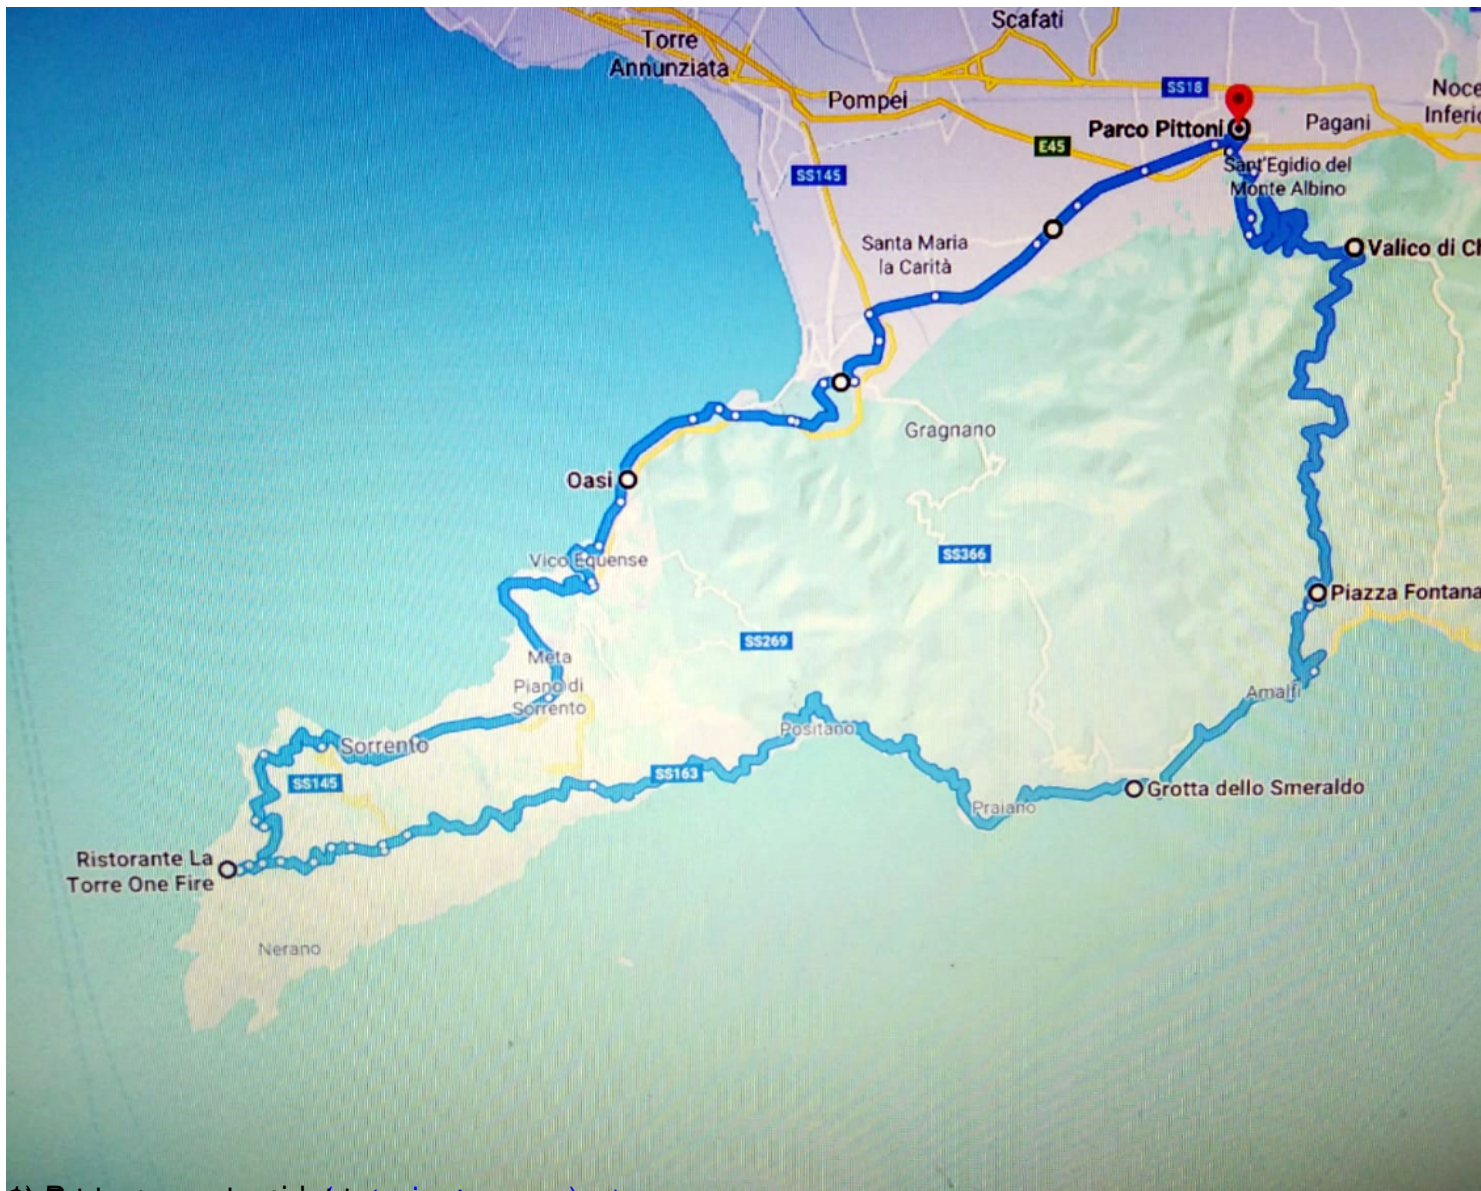 Scafati
Torre
Annunziata
SS18
Pompei
Parco Pittoni
Pagani
E45
Sant'Egidio del
Monte Albino
SS145
Santa Maria
la Carità
Valico di
Gragnano
Oasi
SS366
Vico Equense
Piazza Fontana
SS269
Meta
Piano di
Sorrento
Amalfi
Positano
Sorrento
SS163
SS145
Grotta dello Smeraldo
Praiano
Ristorante La
Torre One Fire
Nerano